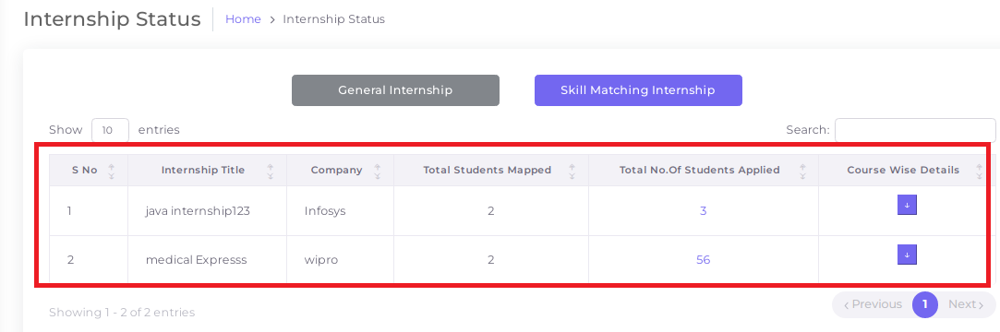 Internship Status Home > Internship Status
General Internship Skill Matching Internship
Show 10 entries Search:
S No Internship Title Company Total Students Mapped Total No.Of Students Applied Course Wise Details
1 java internship123 Infosys 2 3 ↓
2 medical Expresss wipro 2 56 ↓
Showing 1 - 2 of 2 entries
‹ Previous 1 Next ›